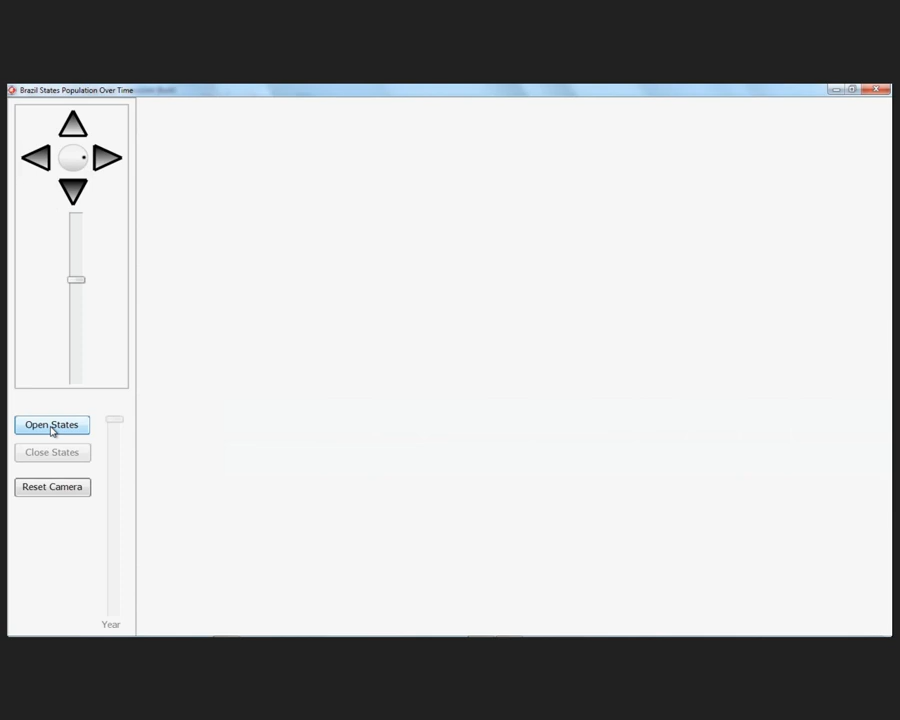 Brazil States Population Over Time
Open States
Close States
Reset Camera
Year